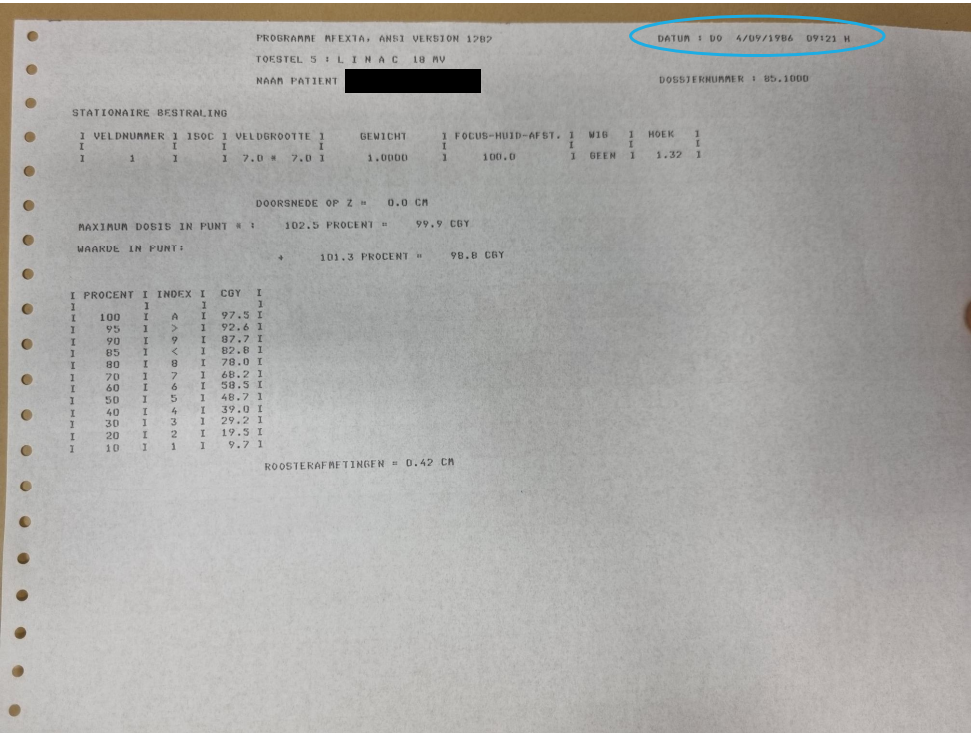 PROGRAMME MFEXTA, ANSI VERSION 1282 DATUM : DO 4/09/1986 09:21 H
TOESTEL 5 : L I N A C 18 MV
NAAM PATIENT DOSSIERNUMMER : 85.1000
STATIONAIRE BESTRALING
I VELDNUMMER I ISOC I VELDGROOTTE I GEWICHT I FOCUS-HUID-AFST. I WIG I HOEK I
I I I I I I I I
I 1 I I 7.0 * 7.0 I 1.0000 I 100.0 I GEEN I 1.32 I
DOORSNEDE OP Z = 0.0 CM
MAXIMUM DOSIS IN PUNT * : 102.5 PROCENT = 99.9 CGY
WAARDE IN PUNT:
+ 101.3 PROCENT = 98.8 CGY
I PROCENT I INDEX I CGY I
I I I I
I 100 I A I 97.5 I
I 95 I > I 92.6 I
I 90 I 9 I 87.7 I
I 85 I < I 82.8 I
I 80 I 8 I 78.0 I
I 70 I 7 I 68.2 I
I 60 I 6 I 58.5 I
I 50 I 5 I 48.7 I
I 40 I 4 I 39.0 I
I 30 I 3 I 29.2 I
I 20 I 2 I 19.5 I
I 10 I 1 I 9.7 I
ROOSTERAFMETINGEN = 0.42 CM